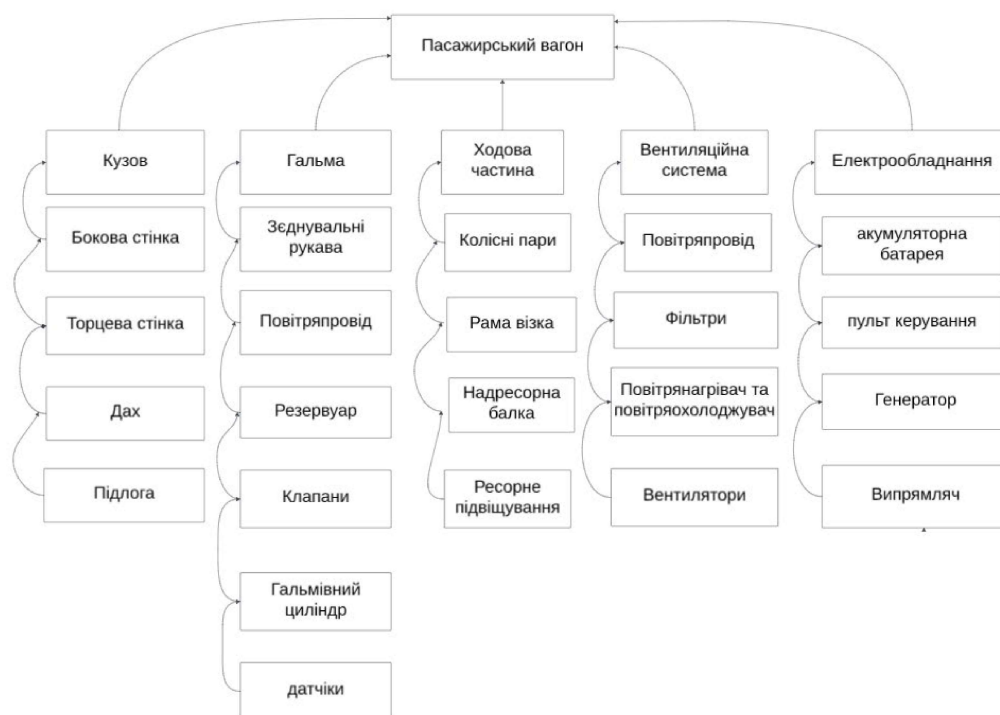 Пасажирський вагон
Кузов
Бокова стінка
Торцева стінка
Дах
Підлога
Гальма
Зєднувальні
рукава
Повітряпровід
Резервуар
Клапани
Гальмівний
циліндр
датчіки
Ходова
частина
Колісні пари
Рама візка
Надресорна
балка
Ресорне
підвіщування
Вентиляційна
система
Повітряпровід
Фільтри
Повітрянагрівач та
повітряохолоджувач
Вентилятори
Електрообладнання
акумуляторна
батарея
пульт керування
Генератор
Випрямляч